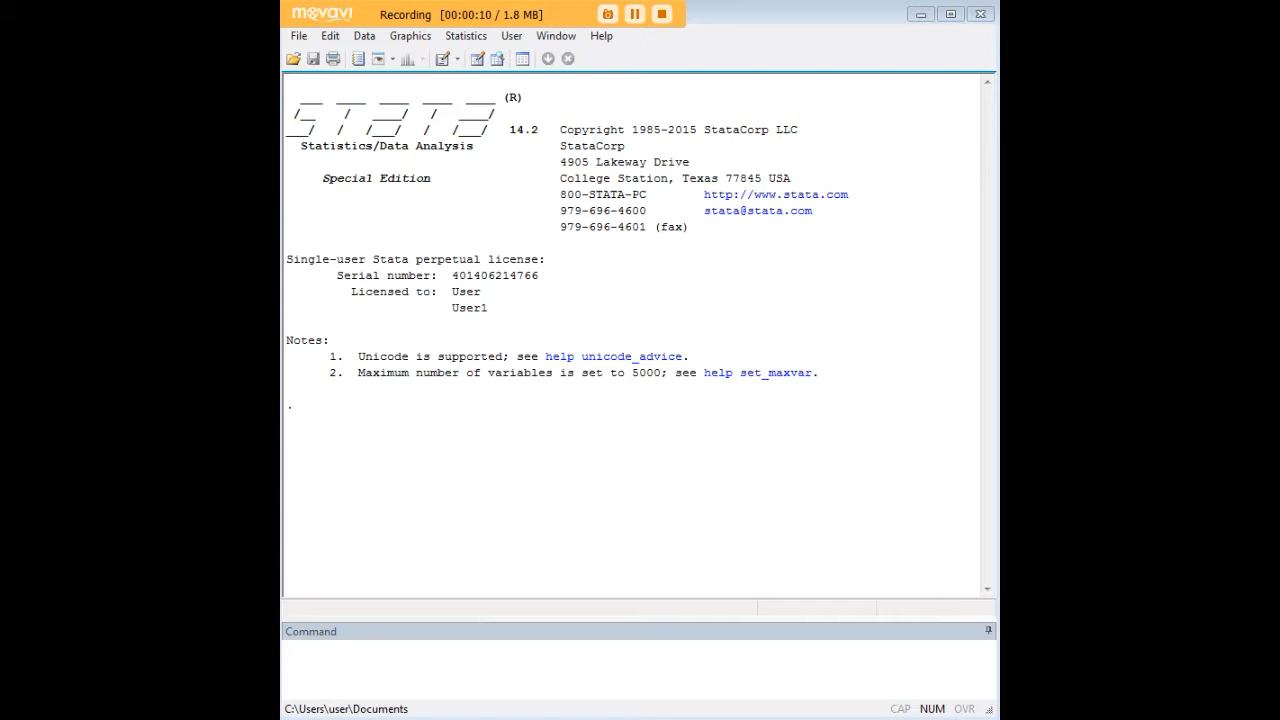 movavi Recording [00:00:10 / 1.8 MB]
File Edit Data Graphics Statistics User Window Help
(R)
14.2 Copyright 1985-2015 StataCorp LLC
Statistics/Data Analysis StataCorp
4905 Lakeway Drive
Special Edition College Station, Texas 77845 USA
800-STATA-PC http://www.stata.com
979-696-4600 stata@stata.com
979-696-4601 (fax)
Single-user Stata perpetual license:
Serial number: 401406214766
Licensed to: User
User1
Notes:
1. Unicode is supported; see help unicode_advice.
2. Maximum number of variables is set to 5000; see help set_maxvar.
.
Command
C:\Users\user\Documents CAP NUM OVR